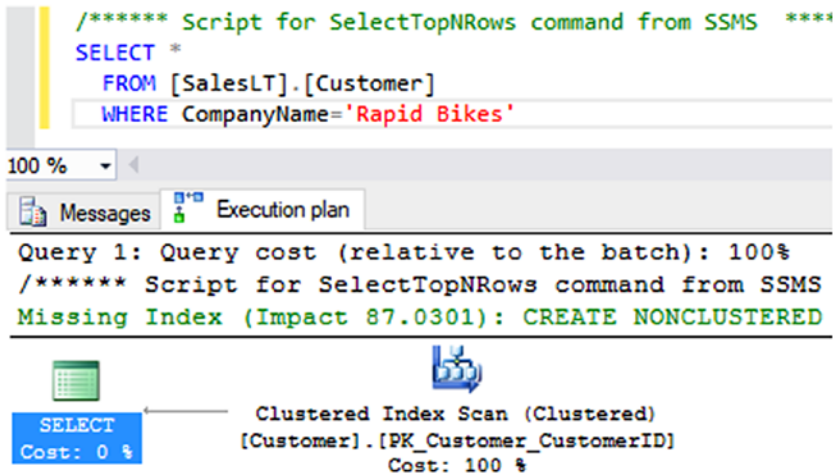 /****** Script for SelectTopNRows command from SSMS ****
SELECT *
FROM [SalesLT].[Customer]
WHERE CompanyName='Rapid Bikes'
100 %
Messages Execution plan
Query 1: Query cost (relative to the batch): 100%
/****** Script for SelectTopNRows command from SSMS
Missing Index (Impact 87.0301): CREATE NONCLUSTERED
SELECT
Cost: 0 %
Clustered Index Scan (Clustered)
[Customer].[PK_Customer_CustomerID]
Cost: 100 %